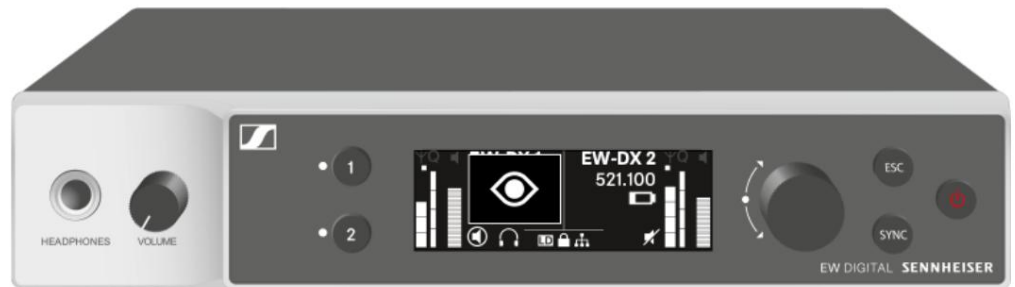 HEADPHONES
VOLUME
1
2
EW-DX 2
521.100
LD
ESC
SYNC
EW DIGITAL SENNHEISER